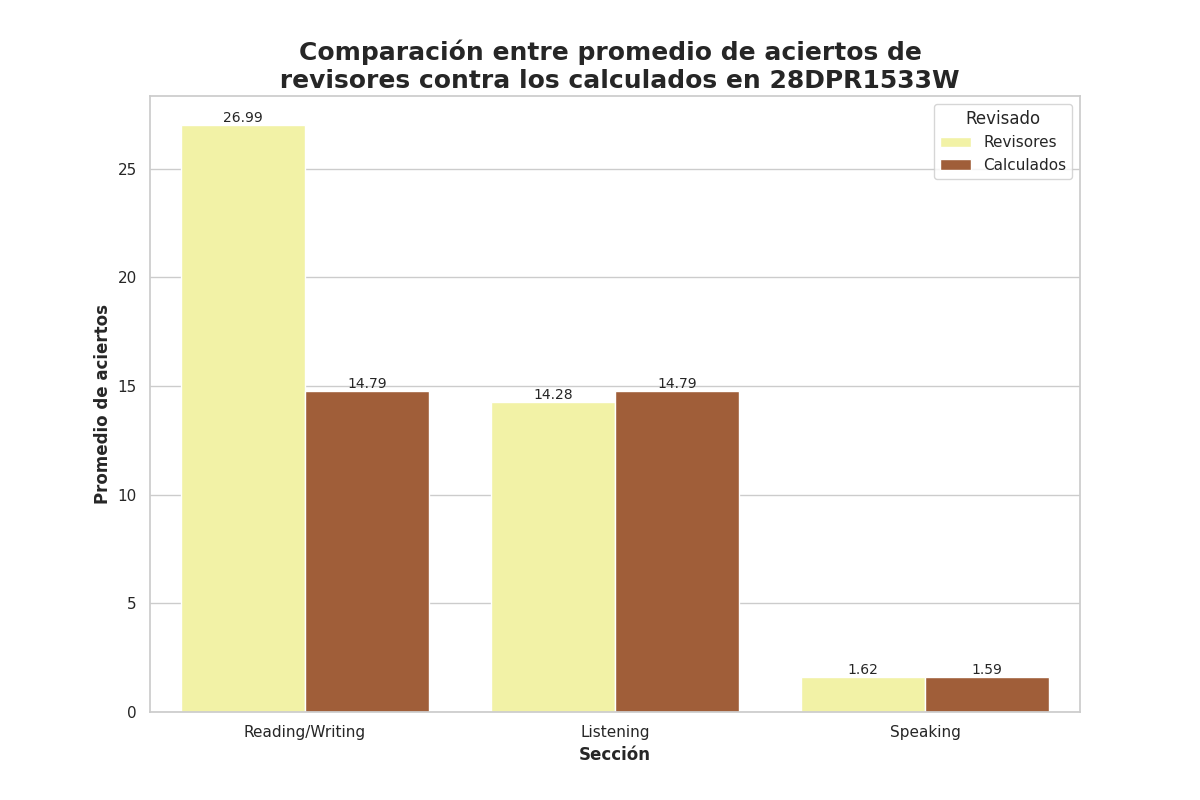 Comparación entre promedio de aciertos de
revisores contra los calculados en 28DPR1533W
Revisado
Revisores
Calculados
26.99
14.79
14.28
14.79
1.62
1.59
25
20
15
10
5
0
Promedio de aciertos
Reading/Writing
Listening
Speaking
Sección